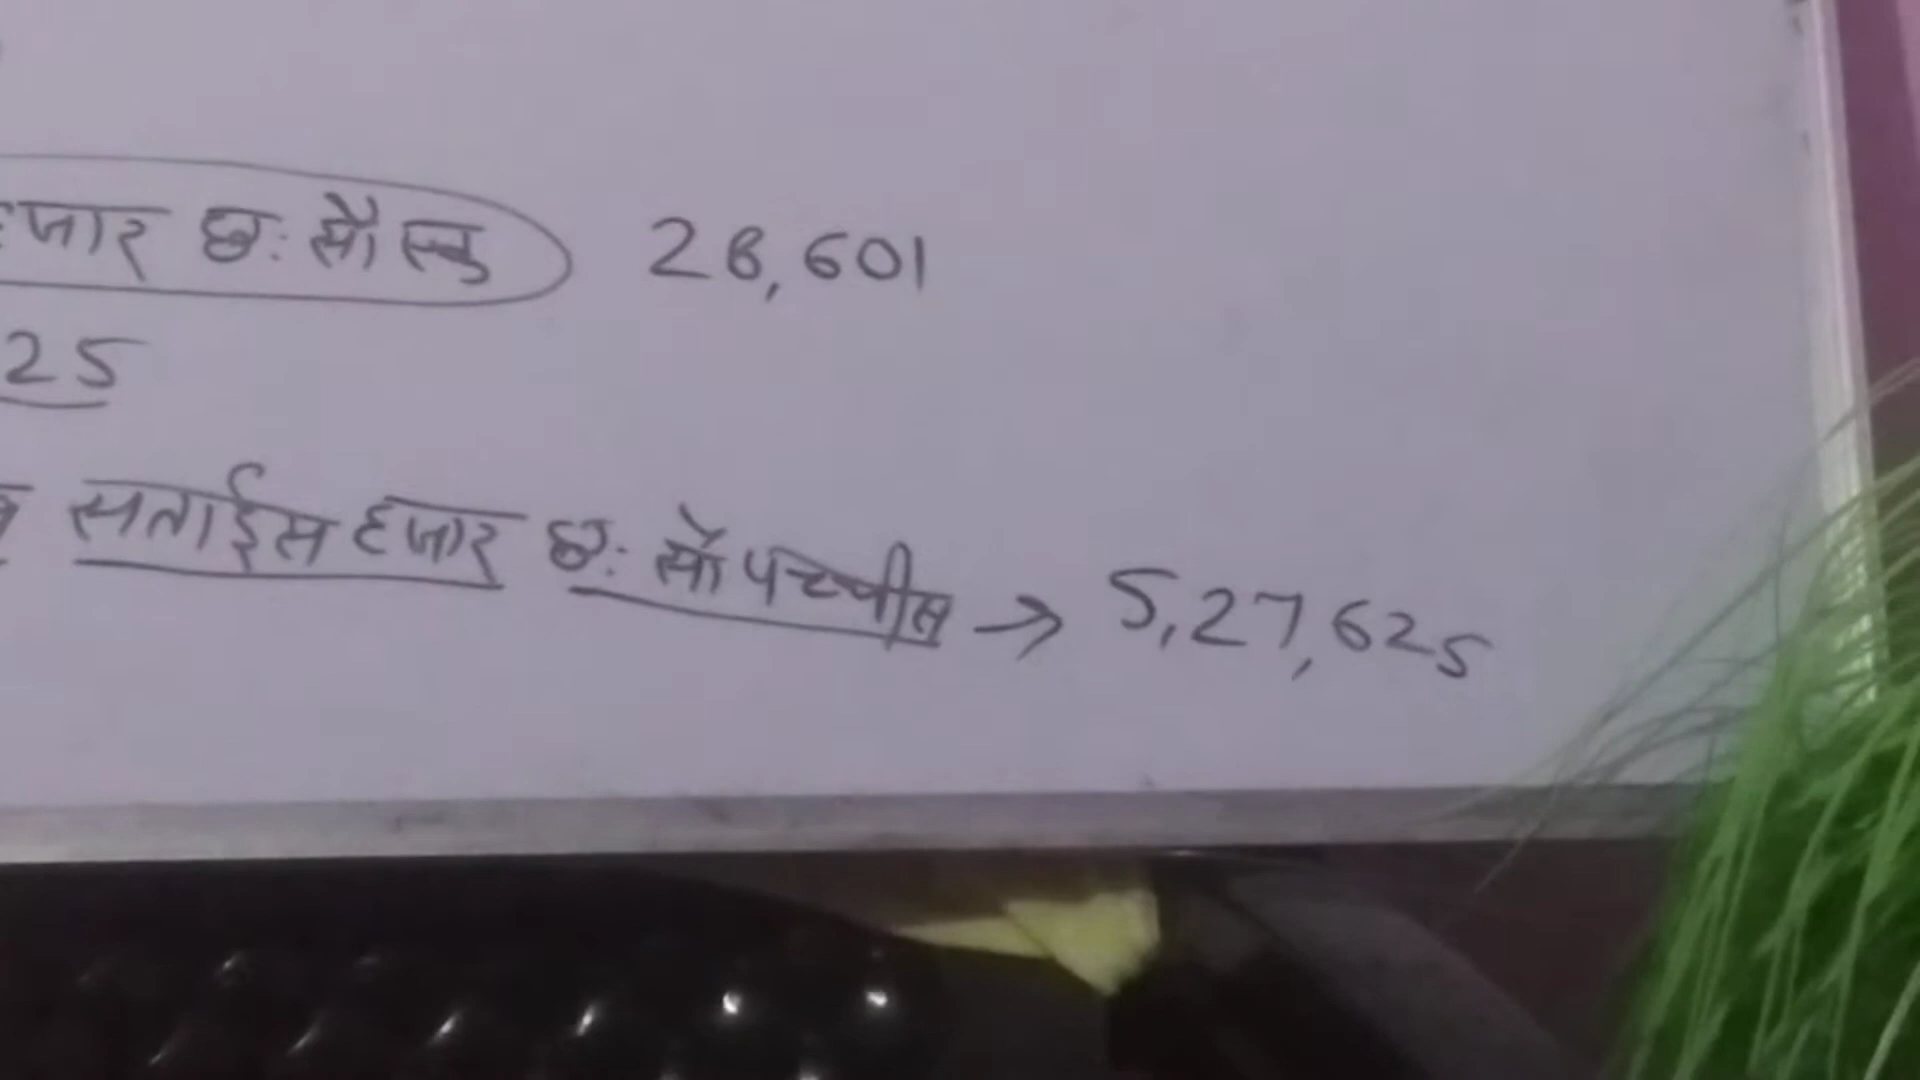 हजार छः सौ एक 28,601
25
सताईस हजार छः सौ पच्चीस → 5,27,625